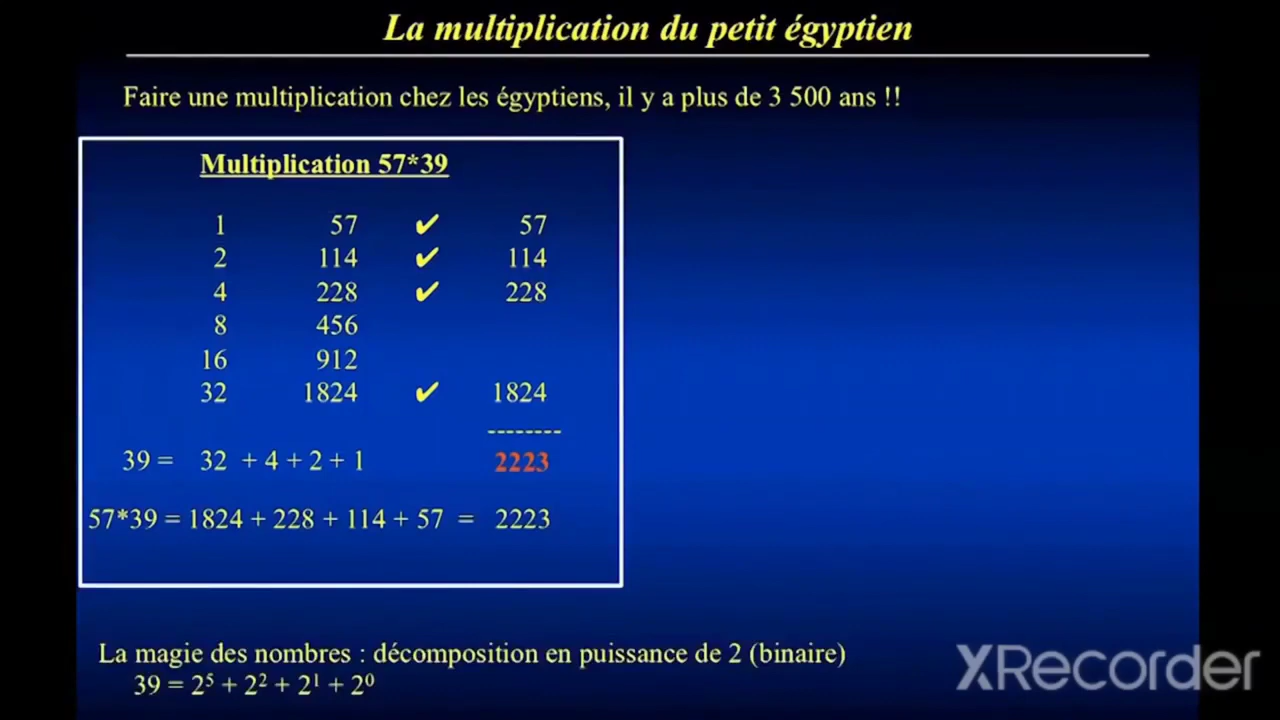 La multiplication du petit égyptien
Faire une multiplication chez les égyptiens, il y a plus de 3 500 ans !!
Multiplication 57*39
1 57 ✔ 57
2 114 ✔ 114
4 228 ✔ 228
8 456
16 912
32 1824 ✔ 1824
--------
39 = 32 + 4 + 2 + 1 2223
57*39 = 1824 + 228 + 114 + 57 = 2223
La magie des nombres : décomposition en puissance de 2 (binaire)
39 = 2⁵ + 2² + 2¹ + 2⁰
XRecorder